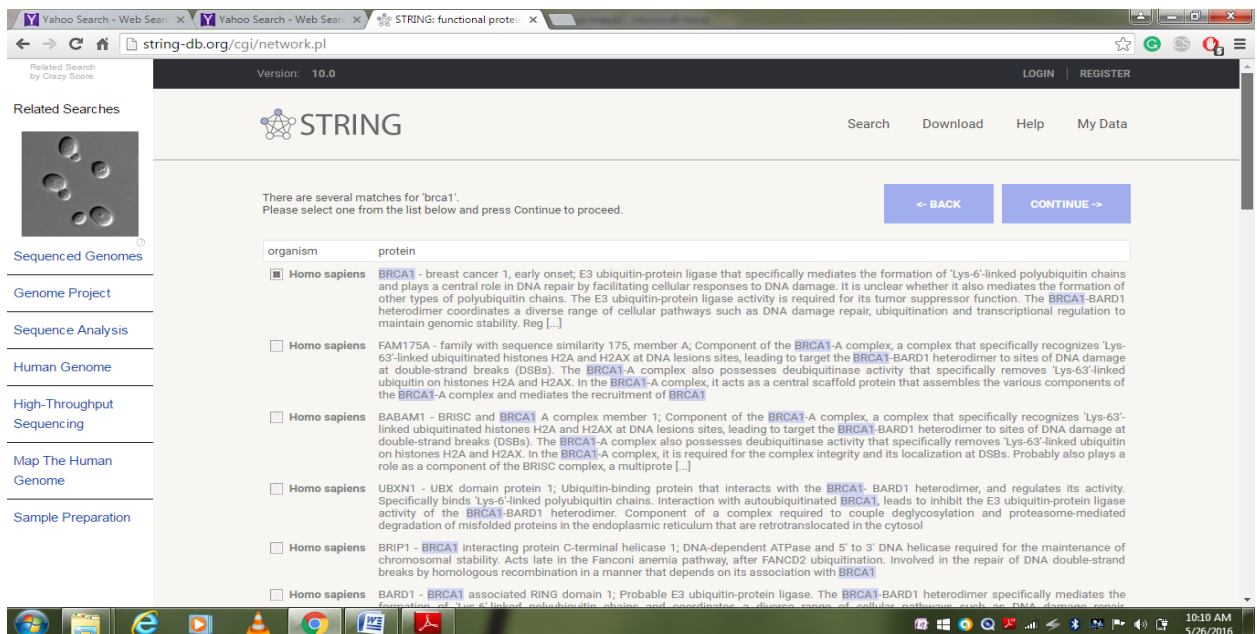 Yahoo Search - Web Sear
Yahoo Search - Web Sear
STRING: functional protein
string-db.org/cgi/network.pl
Related Search
by Crazy Score
Related Searches
Sequenced Genomes
Genome Project
Sequence Analysis
Human Genome
High-Throughput
Sequencing
Map The Human
Genome
Sample Preparation
Version: 10.0
LOGIN | REGISTER
STRING
Search Download Help My Data
There are several matches for 'brca1'.
Please select one from the list below and press Continue to proceed.
<- BACK
CONTINUE ->
organism protein
Homo sapiens BRCA1 - breast cancer 1, early onset; E3 ubiquitin-protein ligase that specifically mediates the formation of 'Lys-6'-linked polyubiquitin chains
and plays a central role in DNA repair by facilitating cellular responses to DNA damage. It is unclear whether it also mediates the formation of
other types of polyubiquitin chains. The E3 ubiquitin-protein ligase activity is required for its tumor suppressor function. The BRCA1-BARD1
heterodimer coordinates a diverse range of cellular pathways such as DNA damage repair, ubiquitination and transcriptional regulation to
maintain genomic stability. Reg [...]
Homo sapiens FAM175A - family with sequence similarity 175, member A; Component of the BRCA1-A complex, a complex that specifically recognizes 'Lys-
63'-linked ubiquitinated histones H2A and H2AX at DNA lesions sites, leading to target the BRCA1-BARD1 heterodimer to sites of DNA damage
at double-strand breaks (DSBs). The BRCA1-A complex also possesses deubiquitinase activity that specifically removes 'Lys-63'-linked
ubiquitin on histones H2A and H2AX. In the BRCA1-A complex, it acts as a central scaffold protein that assembles the various components of
the BRCA1-A complex and mediates the recruitment of BRCA1
Homo sapiens BABAM1 - BRISC and BRCA1 A complex member 1; Component of the BRCA1-A complex, a complex that specifically recognizes 'Lys-63'-
linked ubiquitinated histones H2A and H2AX at DNA lesions sites, leading to target the BRCA1-BARD1 heterodimer to sites of DNA damage at
double-strand breaks (DSBs). The BRCA1-A complex also possesses deubiquitinase activity that specifically removes 'Lys-63'-linked ubiquitin
on histones H2A and H2AX. In the BRCA1-A complex, it is required for the complex integrity and its localization at DSBs. Probably also plays a
role as a component of the BRISC complex, a multiprote [...]
Homo sapiens UBXN1 - UBX domain protein 1; Ubiquitin-binding protein that interacts with the BRCA1- BARD1 heterodimer, and regulates its activity.
Specifically binds 'Lys-6'-linked polyubiquitin chains. Interaction with autoubiquitinated BRCA1, leads to inhibit the E3 ubiquitin-protein ligase
activity of the BRCA1-BARD1 heterodimer. Component of a complex required to couple deglycosylation and proteasome-mediated
degradation of misfolded proteins in the endoplasmic reticulum that are retrotranslocated in the cytosol
Homo sapiens BRIP1 - BRCA1 interacting protein C-terminal helicase 1; DNA-dependent ATPase and 5' to 3' DNA helicase required for the maintenance of
chromosomal stability. Acts late in the Fanconi anemia pathway, after FANCD2 ubiquitination. Involved in the repair of DNA double-strand
breaks by homologous recombination in a manner that depends on its association with BRCA1
Homo sapiens BARD1 - BRCA1 associated RING domain 1; Probable E3 ubiquitin-protein ligase. The BRCA1-BARD1 heterodimer specifically mediates the
formation of 'Lys-6'-linked polyubiquitin chains and coordinates a diverse range of cellular pathways such as DNA damage repair,
10:10 AM
5/26/2016